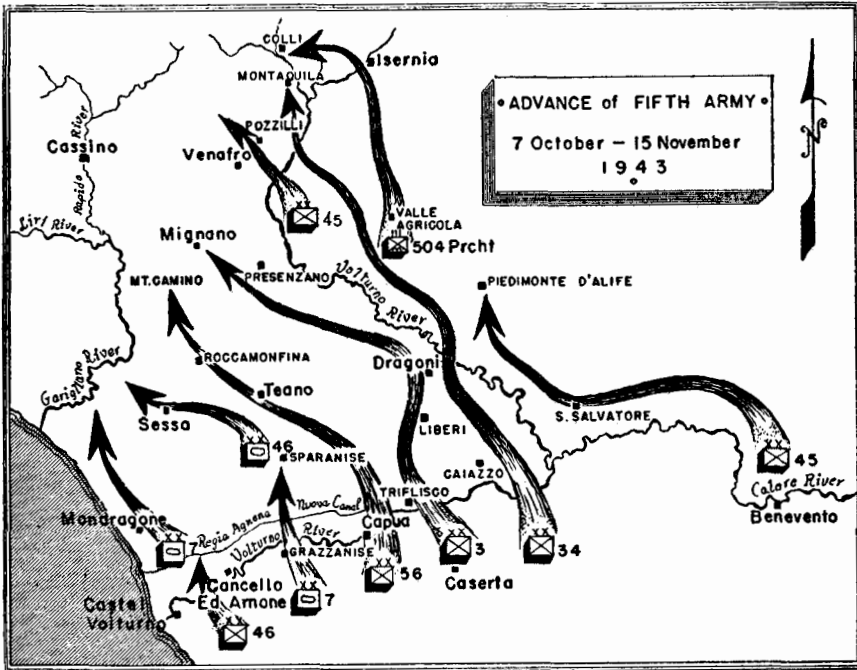 COLLI
Isernia
MONTAQUILA
ADVANCE of FIFTH ARMY
7 October — 15 November
1943
N
POZZILLI
Venafro
Cassino
Rapido River
Liri River
45
VALLE
AGRICOLA
504 Prcht
Mignano
PRESENZANO
Volturno River
PIEDIMONTE D'ALIFE
MT. CAMINO
ROCCAMONFINA
Dragoni
Garigliano River
Teano
Sessa
LIBERI
S. SALVATORE
46
SPARANISE
CAIAZZO
45
Calore River
TRIFLISCO
Benevento
Mondragone
7
Regia Agnena Nuova Canal
Capua
Volturno River
GRAZZANISE
3
34
Caserta
56
Cancello
Ed Arnone
7
Castel
Volturno
46